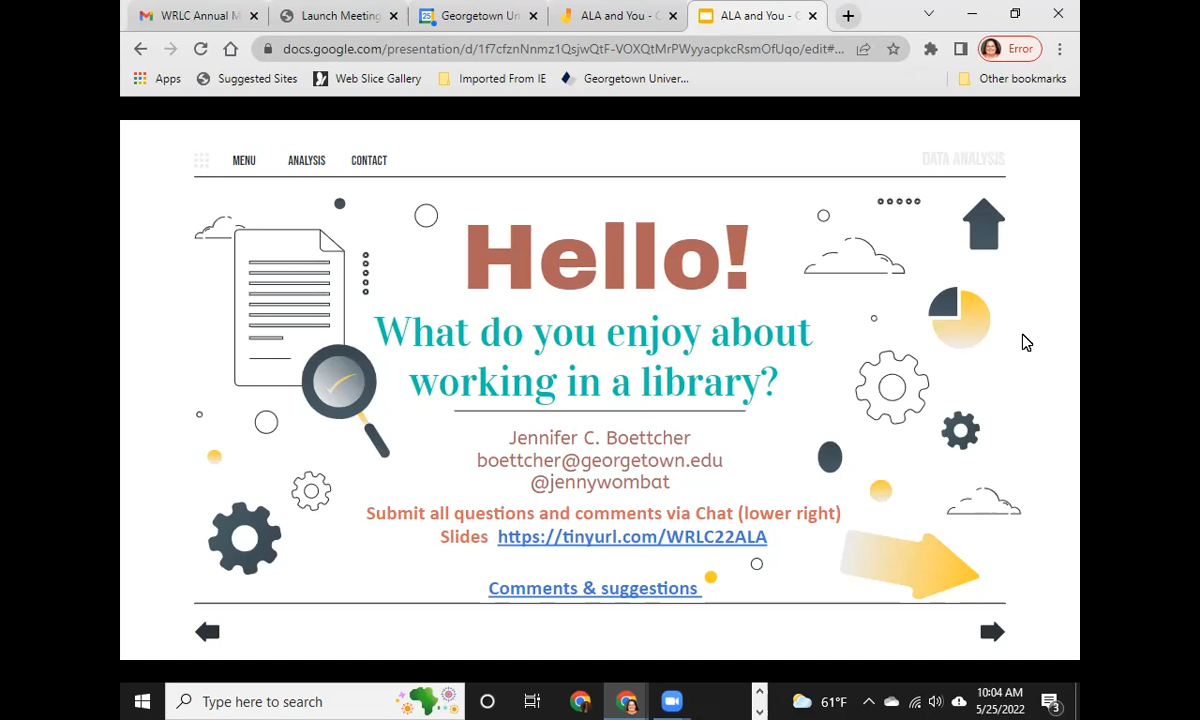 WRLC Annual M
Launch Meeting
25
Georgetown Un
ALA and You - G
ALA and You - G
docs.google.com/presentation/d/1f7cfznNnmz1QsjwQtF-VOXQtMrPWyyacpkcRsmOfUqo/edit#...
Error
Apps
Suggested Sites
Web Slice Gallery
Imported From IE
Georgetown Univer...
Other bookmarks
MENU
ANALYSIS
CONTACT
DATA ANALYSIS
Hello!
What do you enjoy about
working in a library?
Jennifer C. Boettcher
boettcher@georgetown.edu
@jennywombat
Submit all questions and comments via Chat (lower right)
Slides https://tinyurl.com/WRLC22ALA
Comments & suggestions
Type here to search
61°F
10:04 AM
5/25/2022
3